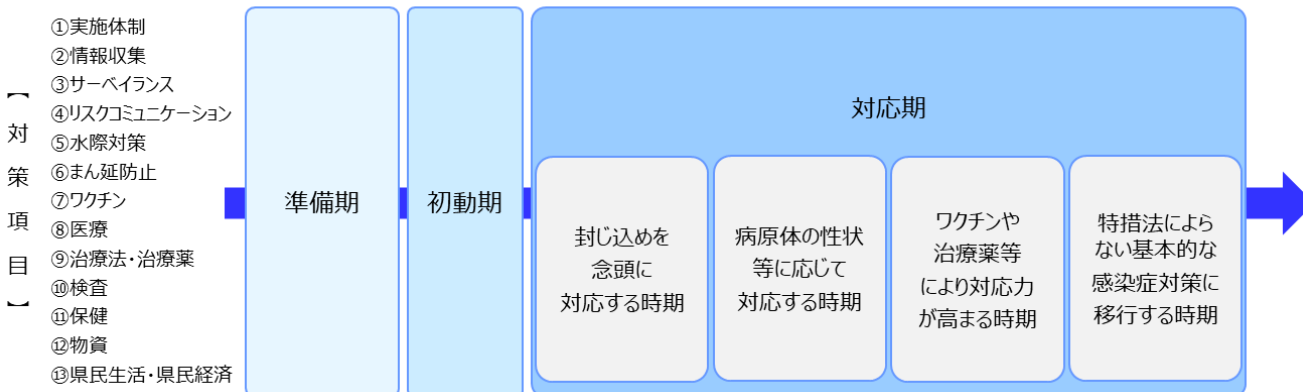 【対策項目】
①実施体制
②情報収集
③サーベイランス
④リスクコミュニケーション
⑤水際対策
⑥まん延防止
⑦ワクチン
⑧医療
⑨治療法・治療薬
⑩検査
⑪保健
⑫物資
⑬県民生活・県民経済
準備期
初動期
対応期
封じ込めを
念頭に
対応する時期
病原体の性状
等に応じて
対応する時期
ワクチンや
治療薬等
により対応力
が高まる時期
特措法によら
ない基本的な
感染症対策に
移行する時期